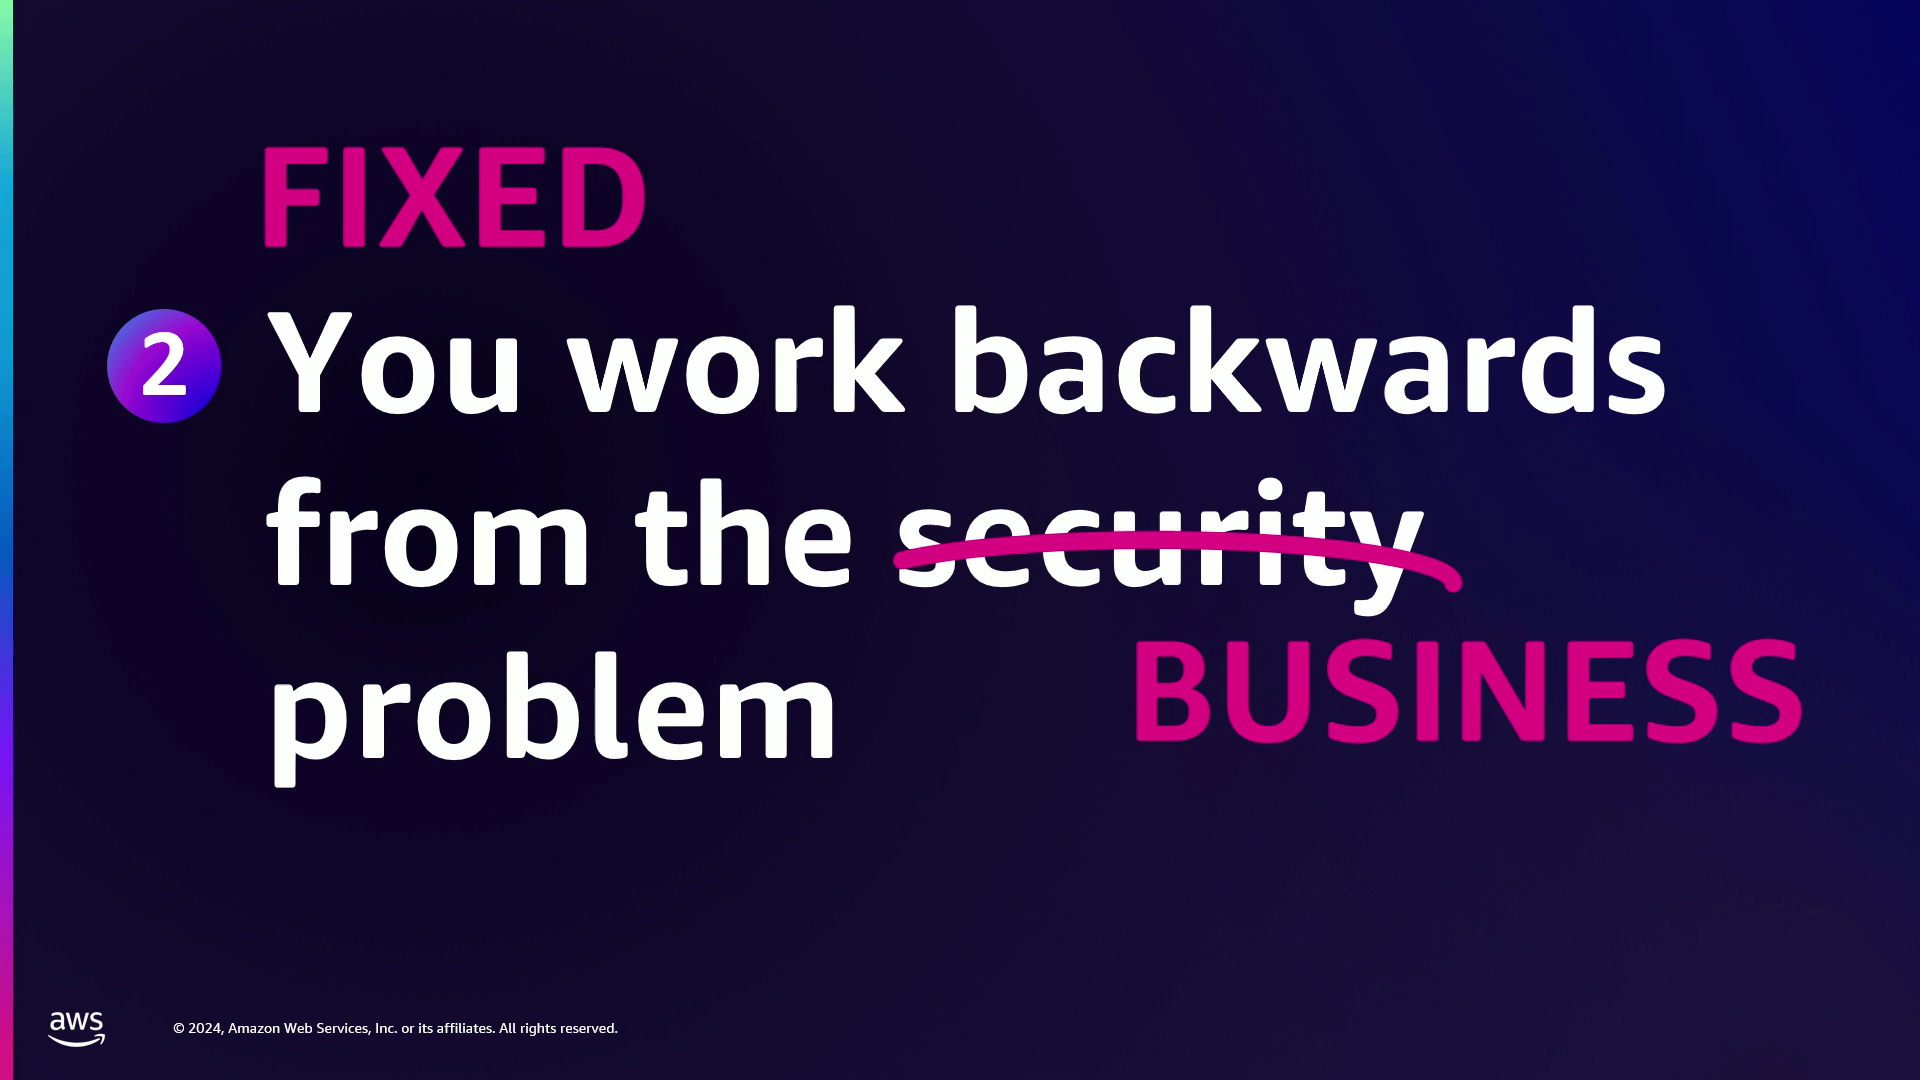 FIXED
2 You work backwards
from the security
BUSINESS
problem
aws © 2024, Amazon Web Services, Inc. or its affiliates. All rights reserved.